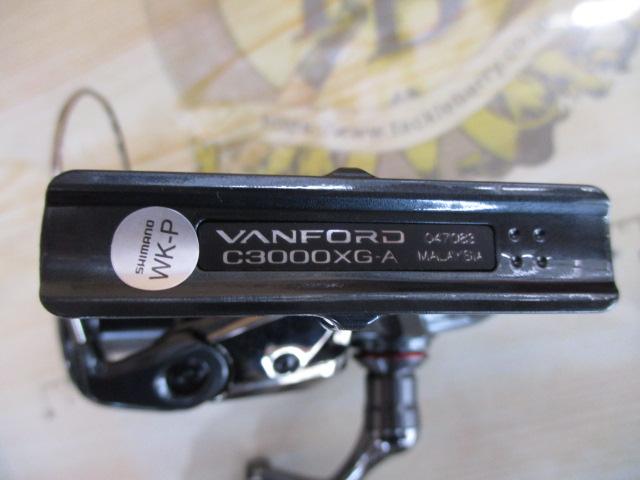 SHIMANO
WK-P
VANFORD
C3000XG-A
047083
MALAYSIA